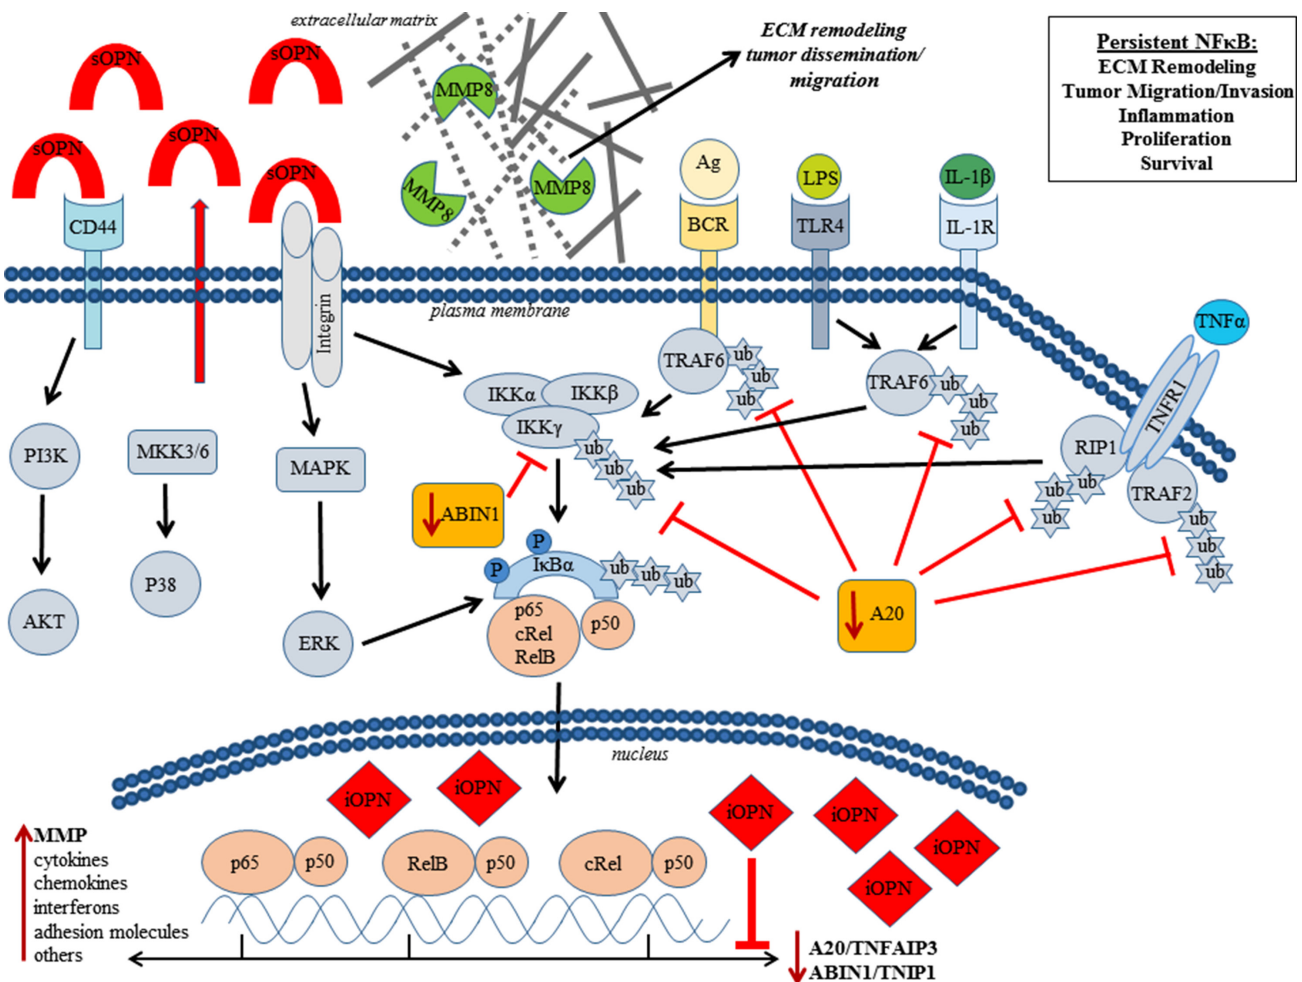 extracellular matrix
sOPN
sOPN
sOPN
sOPN
sOPN
MMP8
MMP8
MMP8
ECM remodeling
tumor dissemination/
migration
Persistent NFκB:
ECM Remodeling
Tumor Migration/Invasion
Inflammation
Proliferation
Survival
Ag
LPS
IL-1β
CD44
BCR
TLR4
IL-1R
plasma membrane
Integrin
TNFα
TNFR1
TRAF6
ub
ub
ub
TRAF6
ub
ub
ub
IKKα
IKKβ
IKKγ
ub
ub
ub
RIP1
ub
ub
ub
TRAF2
ub
ub
ub
ub
PI3K
MKK3/6
MAPK
ABIN1
P
P
IκBα
ub
ub
ub
P38
AKT
ERK
p65
cRel
RelB
p50
A20
nucleus
iOPN
iOPN
iOPN
iOPN
iOPN
iOPN
MMP
cytokines
chemokines
interferons
adhesion molecules
others
p65
p50
RelB
p50
cRel
p50
A20/TNFAIP3
ABIN1/TNIP1